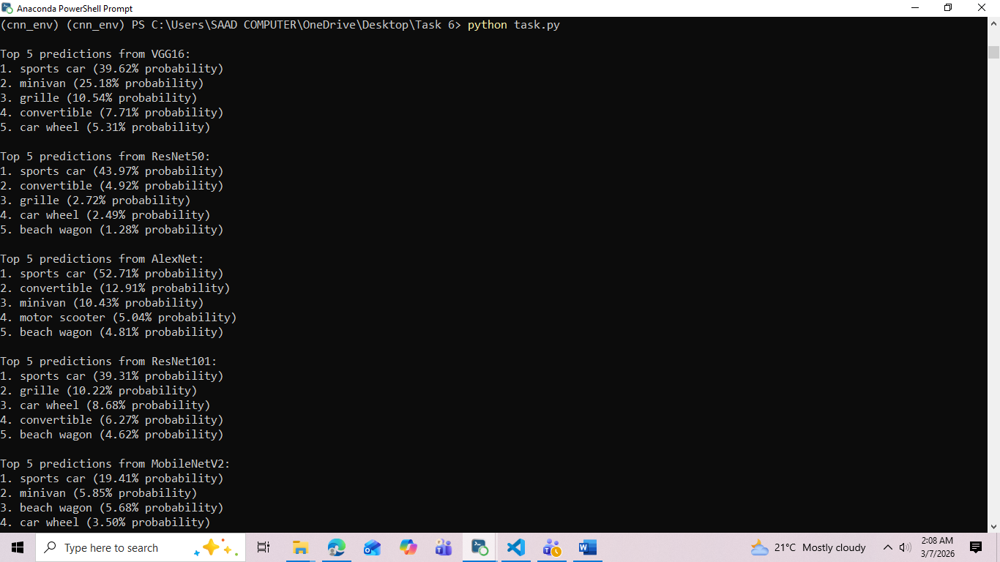 Anaconda PowerShell Prompt
(cnn_env) (cnn_env) PS C:\Users\SAAD COMPUTER\OneDrive\Desktop\Task 6> python task.py
Top 5 predictions from VGG16:
1. sports car (39.62% probability)
2. minivan (25.18% probability)
3. grille (10.54% probability)
4. convertible (7.71% probability)
5. car wheel (5.31% probability)
Top 5 predictions from ResNet50:
1. sports car (43.97% probability)
2. convertible (4.92% probability)
3. grille (2.72% probability)
4. car wheel (2.49% probability)
5. beach wagon (1.28% probability)
Top 5 predictions from AlexNet:
1. sports car (52.71% probability)
2. convertible (12.91% probability)
3. minivan (10.43% probability)
4. motor scooter (5.04% probability)
5. beach wagon (4.81% probability)
Top 5 predictions from ResNet101:
1. sports car (39.31% probability)
2. grille (10.22% probability)
3. car wheel (8.68% probability)
4. convertible (6.27% probability)
5. beach wagon (4.62% probability)
Top 5 predictions from MobileNetV2:
1. sports car (19.41% probability)
2. minivan (5.85% probability)
3. beach wagon (5.68% probability)
4. car wheel (3.50% probability)
Type here to search
21°C Mostly cloudy
2:08 AM
3/7/2026